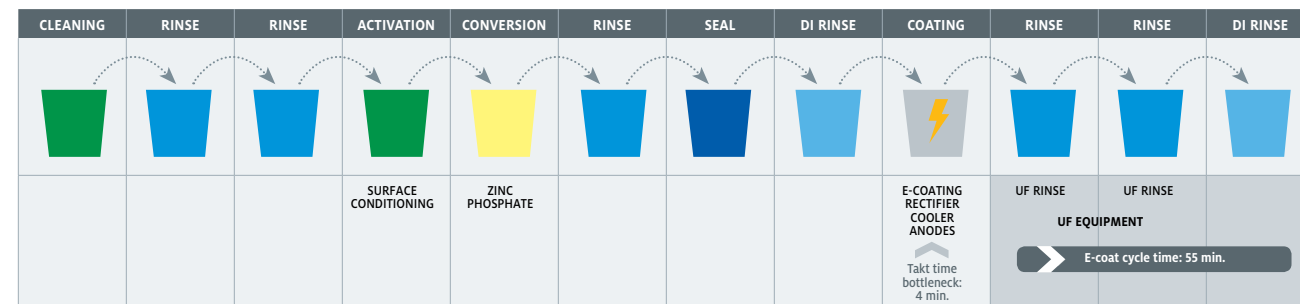 CLEANING RINSE RINSE ACTIVATION CONVERSION RINSE SEAL DI RINSE COATING RINSE RINSE DI RINSE
SURFACE
CONDITIONING
ZINC
PHOSPHATE
E-COATING
RECTIFIER
COOLER
ANODES
Takt time
bottleneck:
4 min.
UF RINSE UF RINSE
UF EQUIPMENT
E-coat cycle time: 55 min.